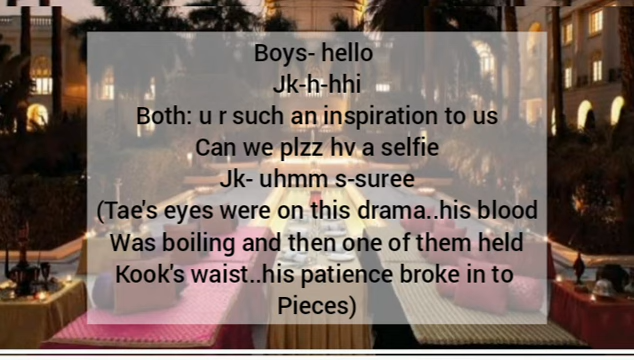 Boys- hello
Jk-h-hhi
Both: u r such an inspiration to us
Can we plzz hv a selfie
Jk- uhmm s-suree
(Tae's eyes were on this drama..his blood
Was boiling and then one of them held
Kook's waist..his patience broke in to
Pieces)